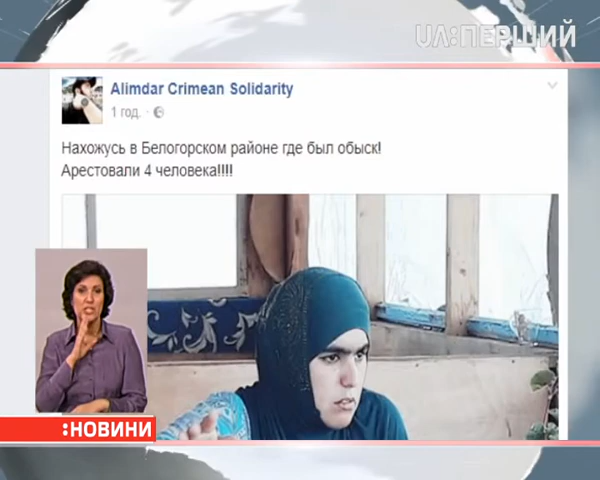 UA:ПЕРШИЙ
Alimdar Crimean Solidarity
1 год.
Нахожусь в Белогорском районе где был обыск!
Арестовали 4 человека!!!!
:НОВИНИ